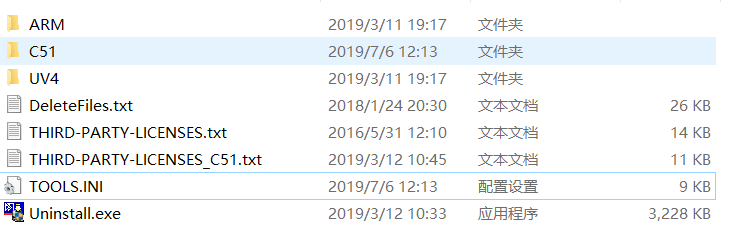 ARM 2019/3/11 19:17 文件夹
C51 2019/7/6 12:13 文件夹
UV4 2019/3/11 19:17 文件夹
DeleteFiles.txt 2018/1/24 20:30 文本文档 26 KB
THIRD-PARTY-LICENSES.txt 2016/5/31 12:10 文本文档 14 KB
THIRD-PARTY-LICENSES_C51.txt 2019/3/12 10:45 文本文档 11 KB
TOOLS.INI 2019/7/6 12:13 配置设置 9 KB
Uninstall.exe 2019/3/12 10:33 应用程序 3,228 KB